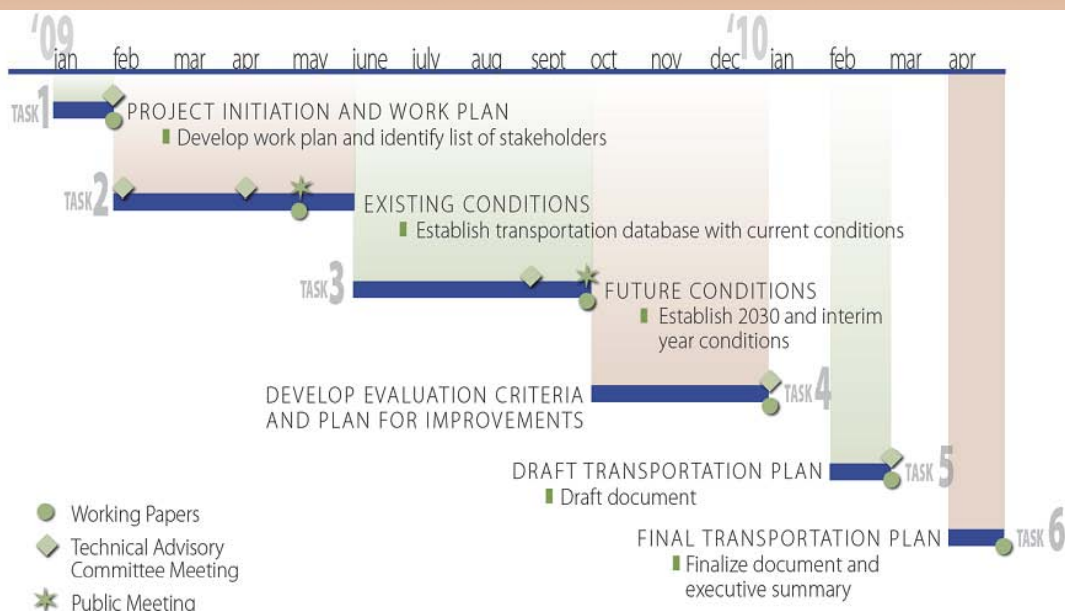 '09 '10
jan feb mar apr may june july aug sept oct nov dec jan feb mar apr
TASK 1
PROJECT INITIATION AND WORK PLAN
Develop work plan and identify list of stakeholders
TASK 2
EXISTING CONDITIONS
Establish transportation database with current conditions
TASK 3
FUTURE CONDITIONS
Establish 2030 and interim
year conditions
DEVELOP EVALUATION CRITERIA
AND PLAN FOR IMPROVEMENTS
TASK 4
DRAFT TRANSPORTATION PLAN
TASK 5
Draft document
FINAL TRANSPORTATION PLAN
TASK 6
Finalize document and
executive summary
Working Papers
Technical Advisory
Committee Meeting
Public Meeting